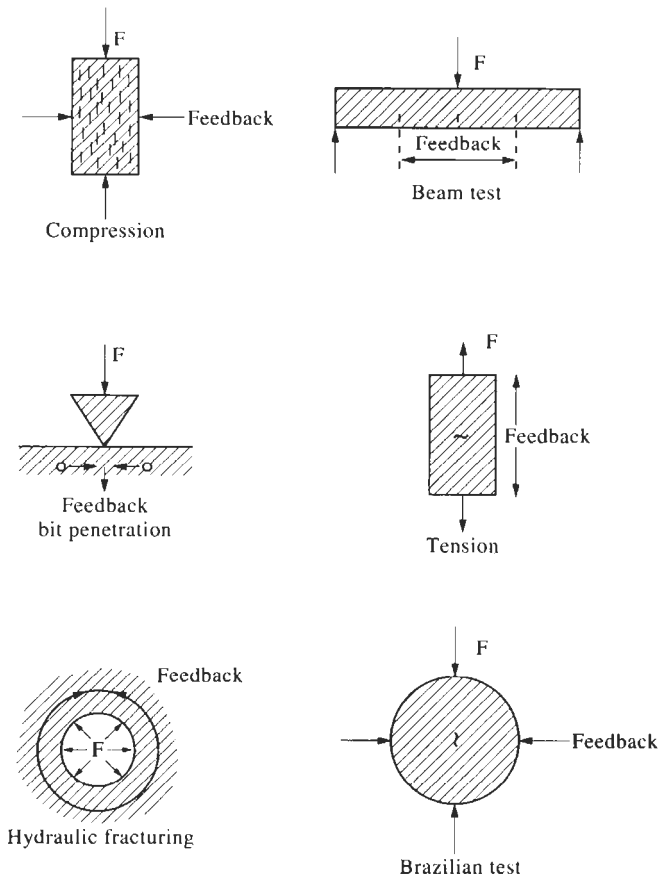 F
Feedback
Compression
F
Feedback
Beam test
F
Feedback
bit penetration
F
Feedback
Tension
Feedback
F
Hydraulic fracturing
F
Feedback
Brazilian test